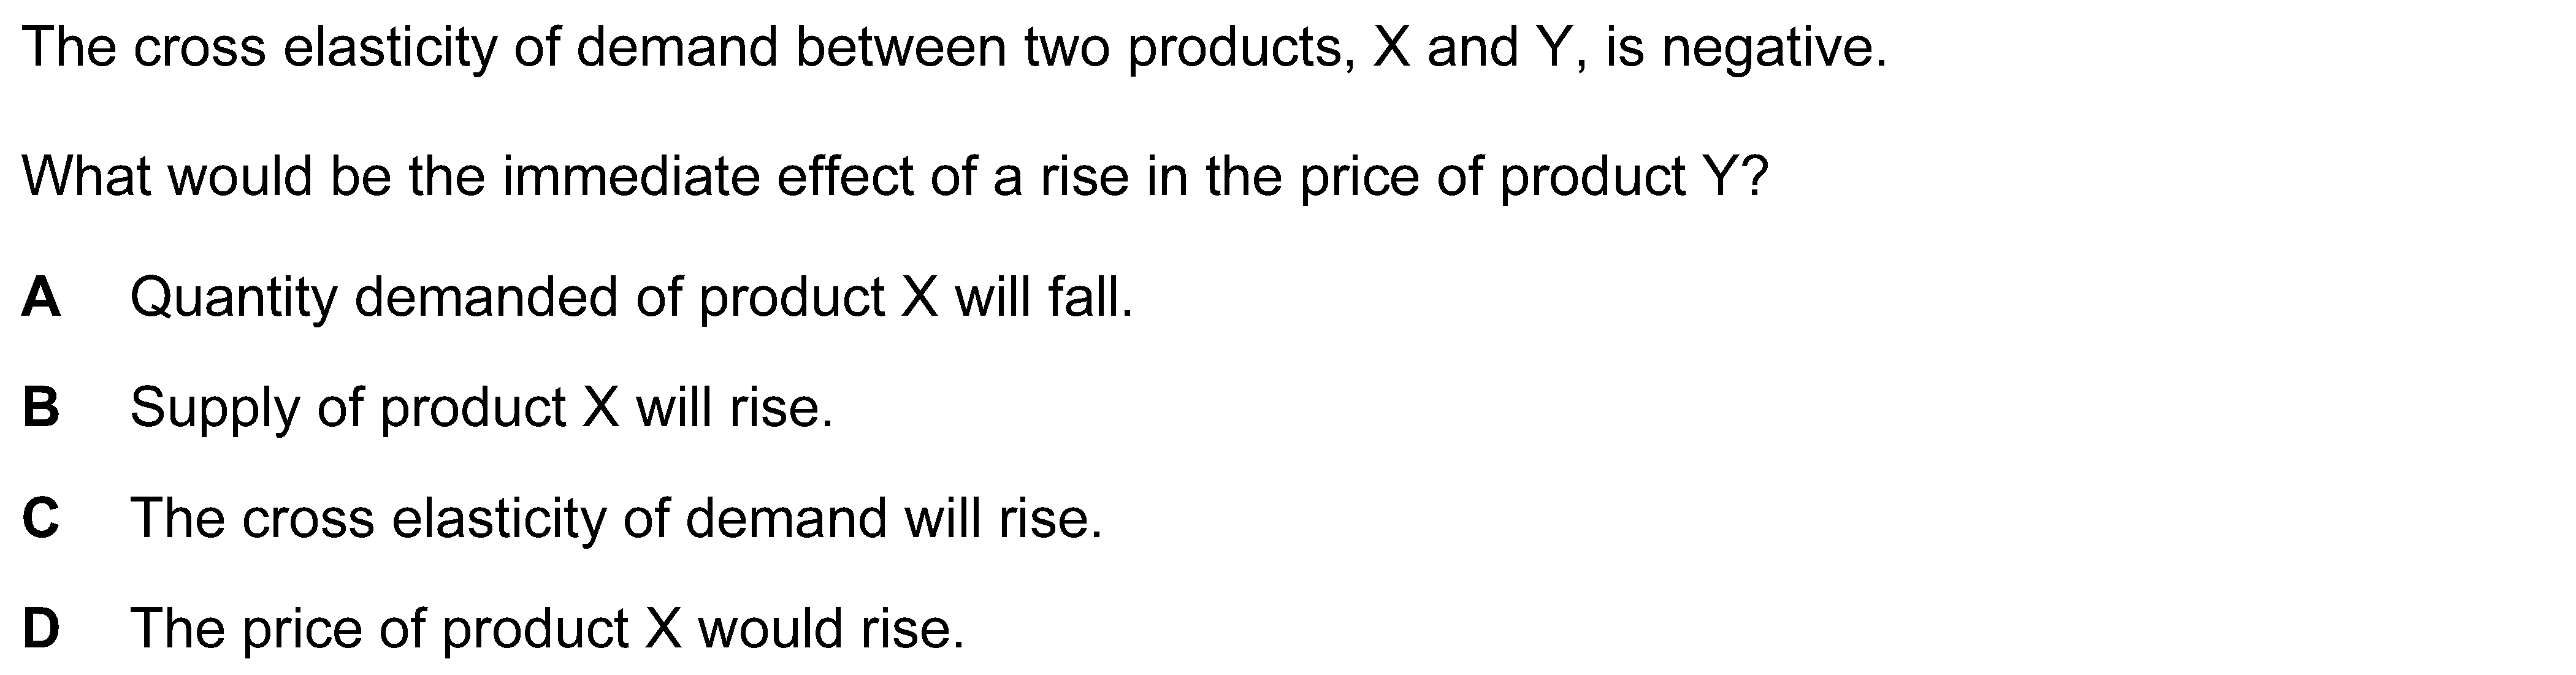 The cross elasticity of demand between two products, X and Y, is negative.
What would be the immediate effect of a rise in the price of product Y?
A Quantity demanded of product X will fall.
B Supply of product X will rise.
C The cross elasticity of demand will rise.
D The price of product X would rise.